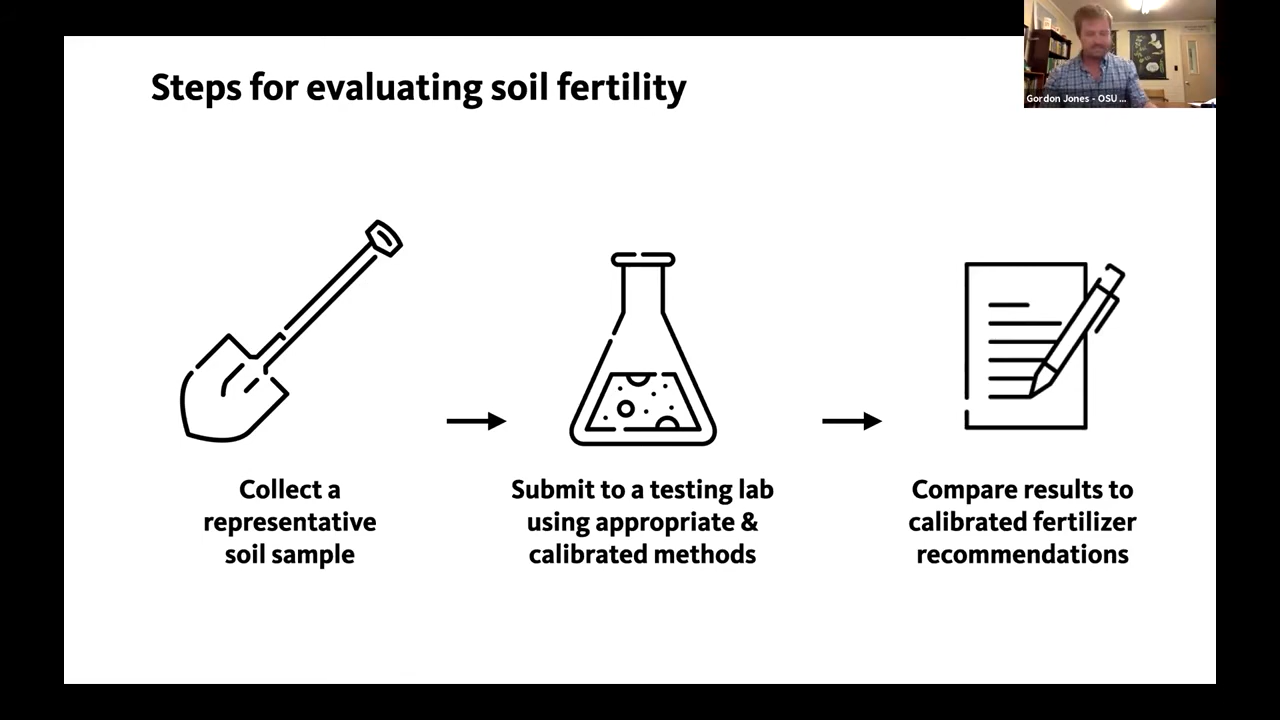 Steps for evaluating soil fertility
Gordon Jones - OSU ...
Collect a
representative
soil sample
Submit to a testing lab
using appropriate &
calibrated methods
Compare results to
calibrated fertilizer
recommendations